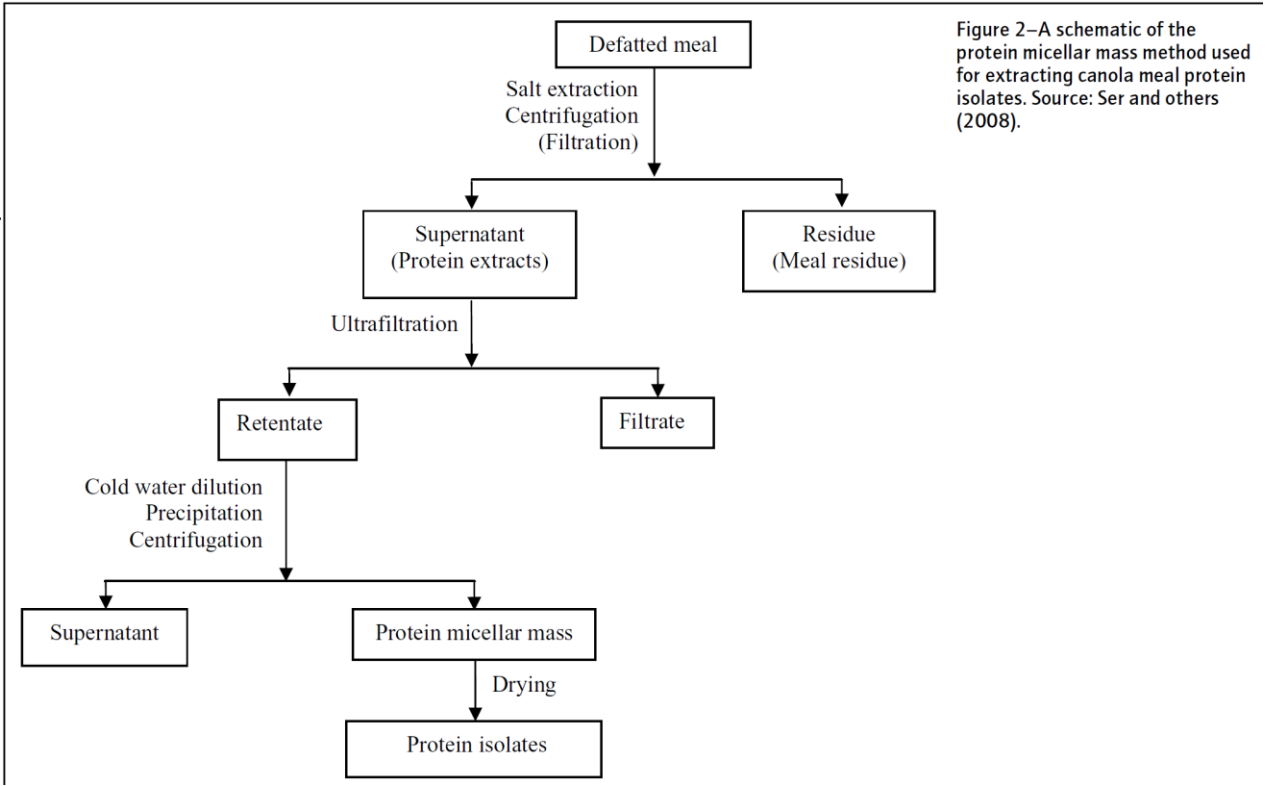 Defatted meal
Figure 2–A schematic of the
protein micellar mass method used
for extracting canola meal protein
isolates. Source: Ser and others
(2008).
Salt extraction
Centrifugation
(Filtration)
Supernatant
(Protein extracts)
Residue
(Meal residue)
Ultrafiltration
Retentate
Filtrate
Cold water dilution
Precipitation
Centrifugation
Supernatant
Protein micellar mass
Drying
Protein isolates